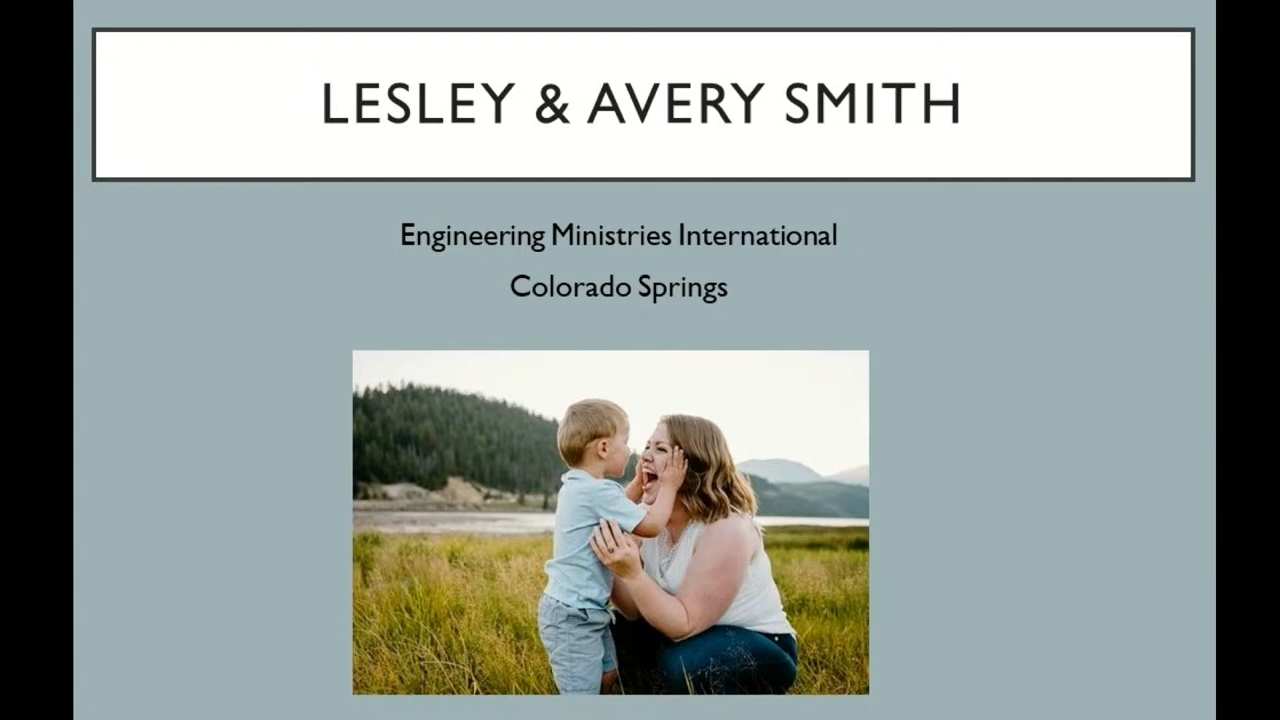 LESLEY & AVERY SMITH
Engineering Ministries International
Colorado Springs